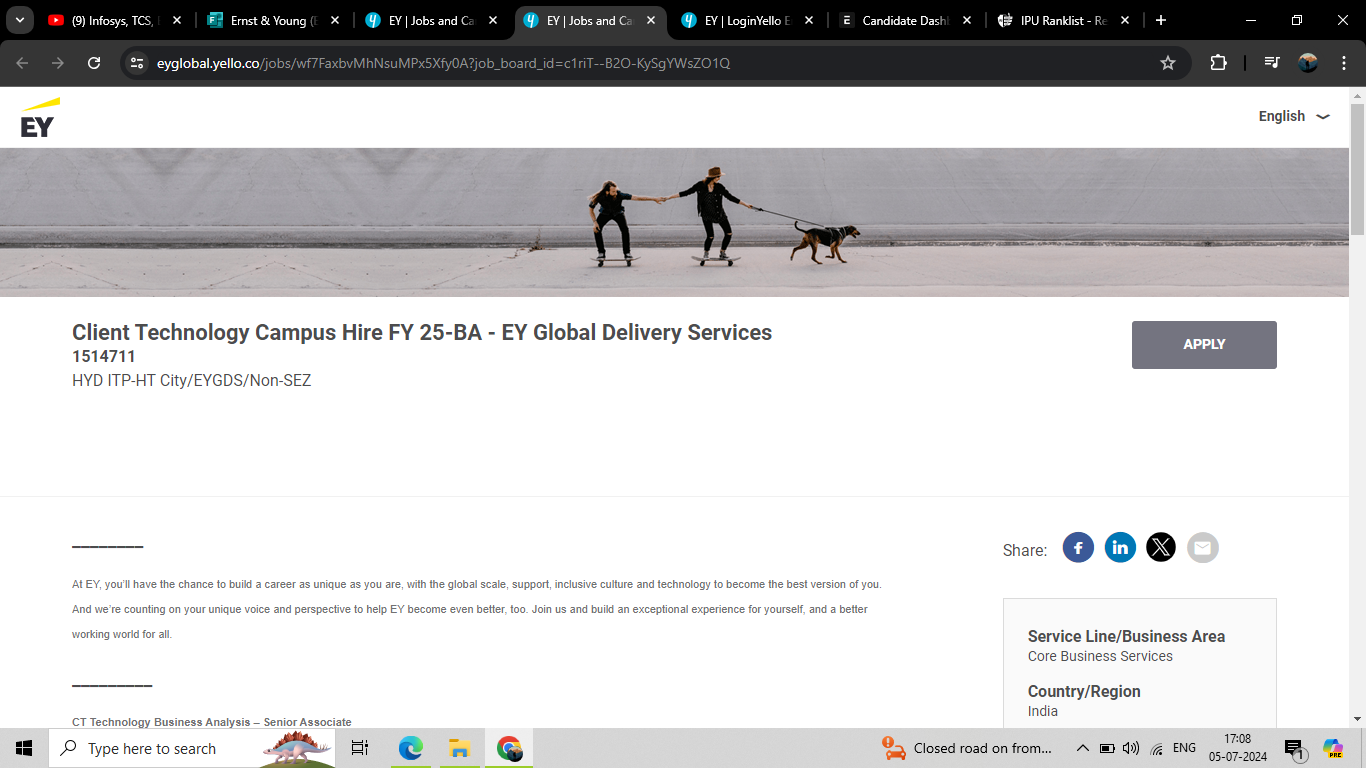 (9) Infosys, TCS,
Ernst & Young (
EY | Jobs and Ca
EY | Jobs and Ca
EY | LoginYello E
Candidate Dash
IPU Ranklist - Re
eyglobal.yello.co/jobs/wf7FaxbvMhNsuMPx5Xfy0A?job_board_id=c1riT--B2O-KySgYWsZO1Q
EY
English
Client Technology Campus Hire FY 25-BA - EY Global Delivery Services
1514711
HYD ITP-HT City/EYGDS/Non-SEZ
APPLY
At EY, you’ll have the chance to build a career as unique as you are, with the global scale, support, inclusive culture and technology to become the best version of you.
And we’re counting on your unique voice and perspective to help EY become even better, too. Join us and build an exceptional experience for yourself, and a better
working world for all.
CT Technology Business Analysis – Senior Associate
Share:
Service Line/Business Area
Core Business Services
Country/Region
India
Type here to search
Closed road on from...
ENG
17:08
05-07-2024
1
PRE